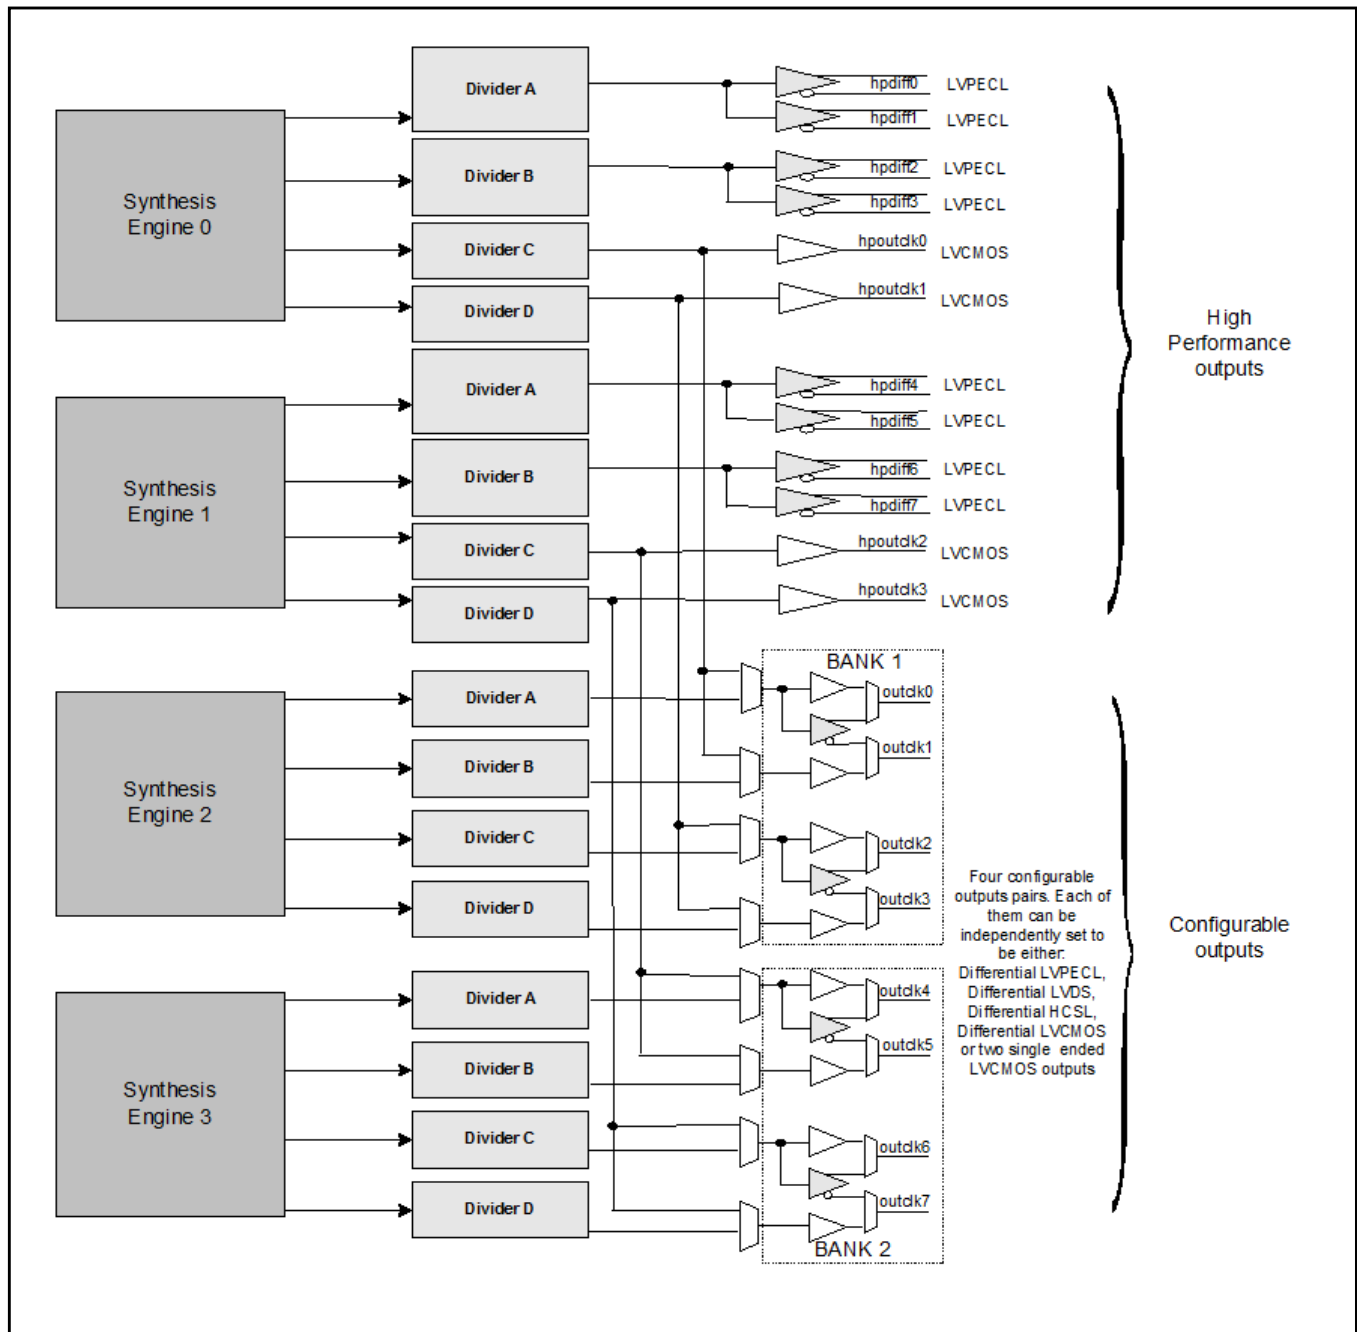 Synthesis
Engine 0
Divider A
Divider B
Divider C
Divider D
hpdiff0 LVPECL
hpdiff1 LVPECL
hpdiff2 LVPECL
hpdiff3 LVPECL
hpoutclk0 LVCMOS
hpoutclk1 LVCMOS
Synthesis
Engine 1
Divider A
Divider B
Divider C
Divider D
hpdiff4 LVPECL
hpdiff5 LVPECL
hpdiff6 LVPECL
hpdiff7 LVPECL
hpoutclk2 LVCMOS
hpoutclk3 LVCMOS
High
Performance
outputs
Synthesis
Engine 2
Divider A
Divider B
Divider C
Divider D
BANK 1
outclk0
outclk1
outclk2
outclk3
Synthesis
Engine 3
Divider A
Divider B
Divider C
Divider D
outclk4
outclk5
outclk6
outclk7
BANK 2
Four configurable
outputs pairs. Each of
them can be
independently set to
be either:
Differential LVPECL,
Differential LVDS,
Differential HCSL,
Differential LVCMOS
or two single ended
LVCMOS outputs
Configurable
outputs